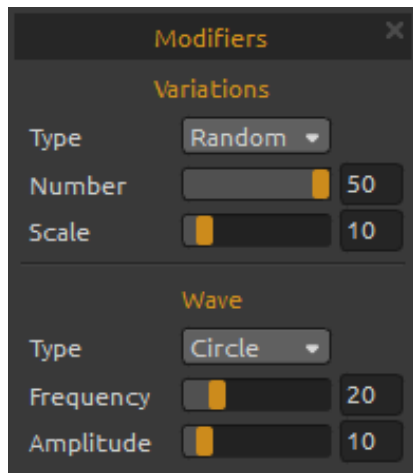 Modifiers
Variations
Type Random
Number 50
Scale 10
Wave
Type Circle
Frequency 20
Amplitude 10